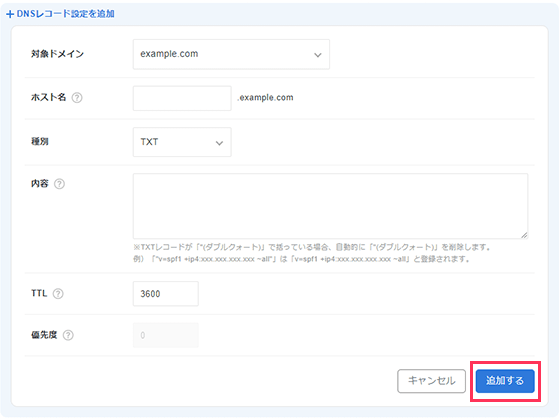 + DNSレコード設定を追加
対象ドメイン example.com
ホスト名 ? .example.com
種別 TXT
内容 ?
※TXTレコードが「"(ダブルクォート)」で括っている場合、自動的に「"(ダブルクォート)」を削除します。
例) 「"v=spf1 +ip4:xxx.xxx.xxx.xxx ~all"」は「v=spf1 +ip4:xxx.xxx.xxx.xxx ~all」と登録されます。
TTL ? 3600
優先度 ? 0
キャンセル 追加する